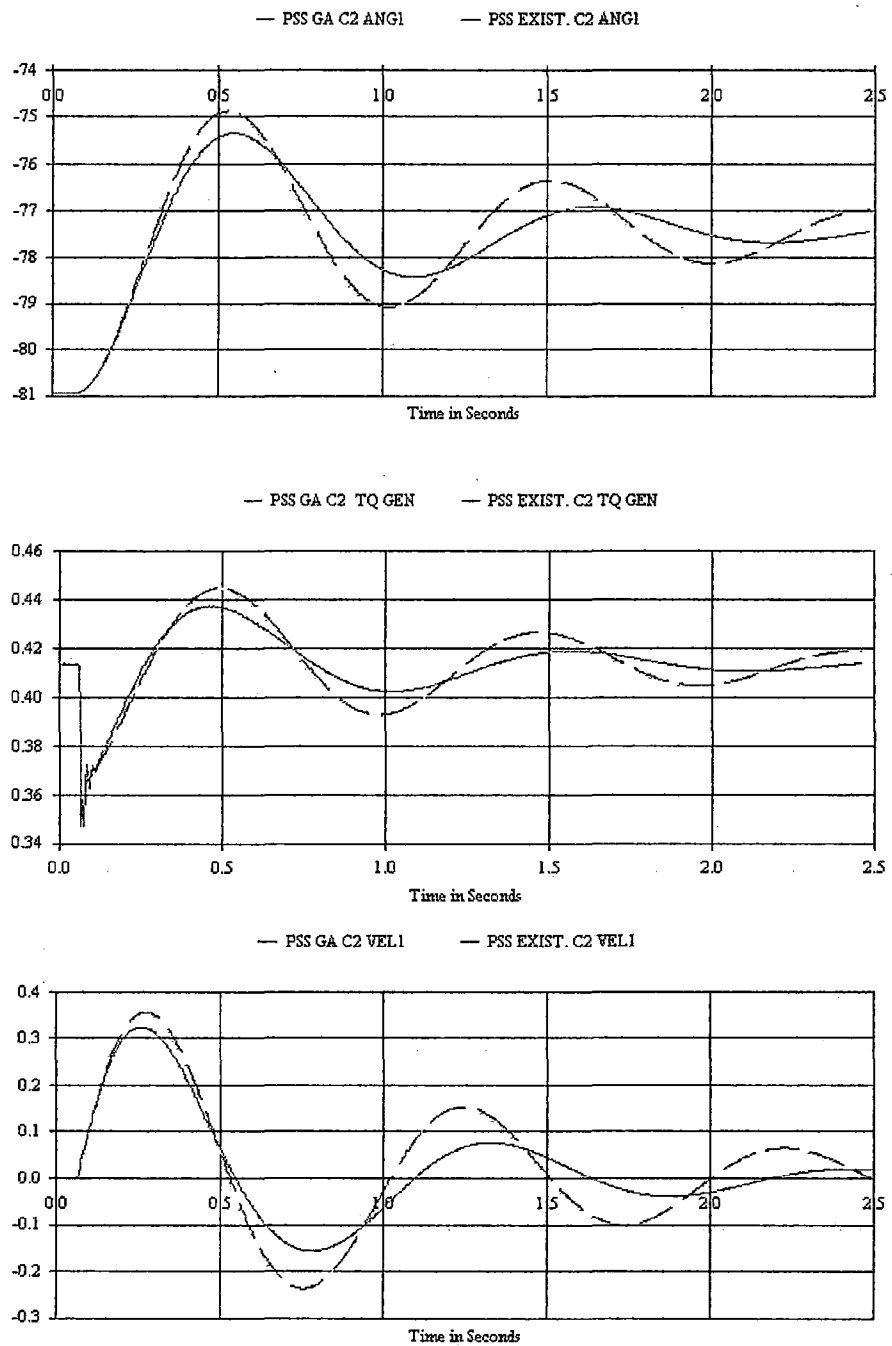 — PSS GA C2 ANG1 — PSS EXIST. C2 ANG1
-74
0.0 0.5 1.0 1.5 2.0 2.5
-75
-76
-77
-78
-79
-80
-81
Time in Seconds
— PSS GA C2 TQ GEN — PSS EXIST. C2 TQ GEN
0.46
0.44
0.42
0.40
0.38
0.36
0.34
0.0 0.5 1.0 1.5 2.0 2.5
Time in Seconds
— PSS GA C2 VEL1 — PSS EXIST. C2 VEL1
0.4
0.3
0.2
0.1
0.0
0.0 0.5 1.0 1.5 2.0 2.5
-0.1
-0.2
-0.3
Time in Seconds